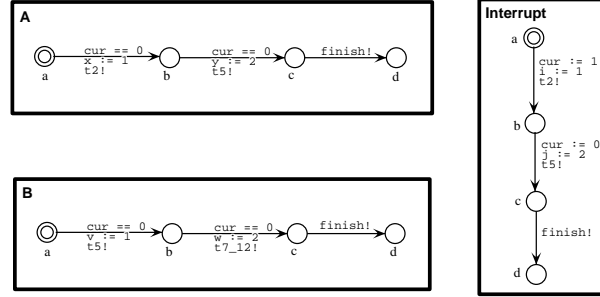 A
cur == 0
x := 1
t2!
cur == 0
y := 2
t5!
finish!
a
b
c
d
B
cur == 0
v := 1
t5!
cur == 0
w := 2
t7_12!
finish!
a
b
c
d
Interrupt
a
cur := 1
i := 1
t2!
b
cur := 0
j := 2
t5!
c
finish!
d